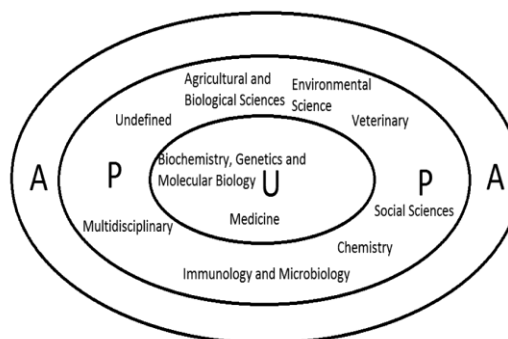 Agricultural and
Biological Sciences
Environmental
Science
Undefined
Veterinary
Biochemistry, Genetics and
Molecular Biology
U
A
P
P
A
Medicine
Social Sciences
Multidisciplinary
Chemistry
Immunology and Microbiology